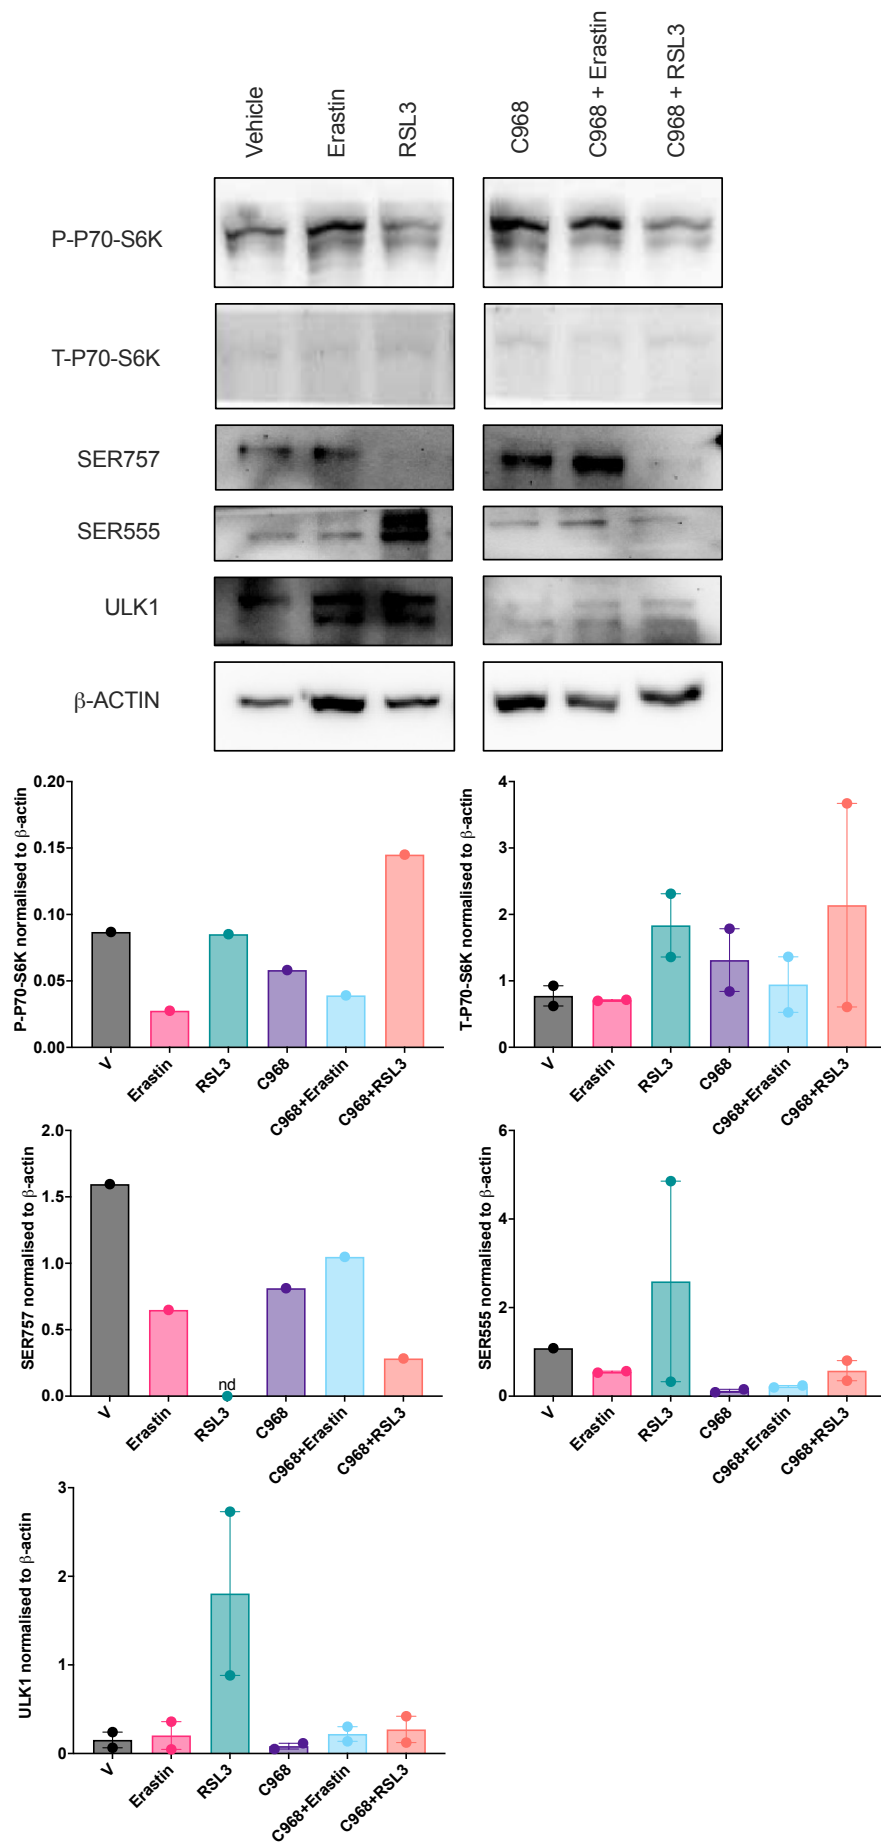 Vehicle
Erastin
RSL3
C968
C968 + Erastin
C968 + RSL3
P-P70-S6K
T-P70-S6K
SER757
SER555
ULK1
β-ACTIN
P-P70-S6K normalised to β-actin
0.20
0.15
0.10
0.05
0.00
V
Erastin
RSL3
C968
C968+Erastin
C968+RSL3
T-P70-S6K normalised to β-actin
4
3
2
1
0
V
Erastin
RSL3
C968
C968+Erastin
C968+RSL3
SER757 normalised to β-actin
2.0
1.5
1.0
0.5
0.0
nd
V
Erastin
RSL3
C968
C968+Erastin
C968+RSL3
SER555 normalised to β-actin
6
4
2
0
V
Erastin
RSL3
C968
C968+Erastin
C968+RSL3
ULK1 normalised to β-actin
3
2
1
0
V
Erastin
RSL3
C968
C968+Erastin
C968+RSL3